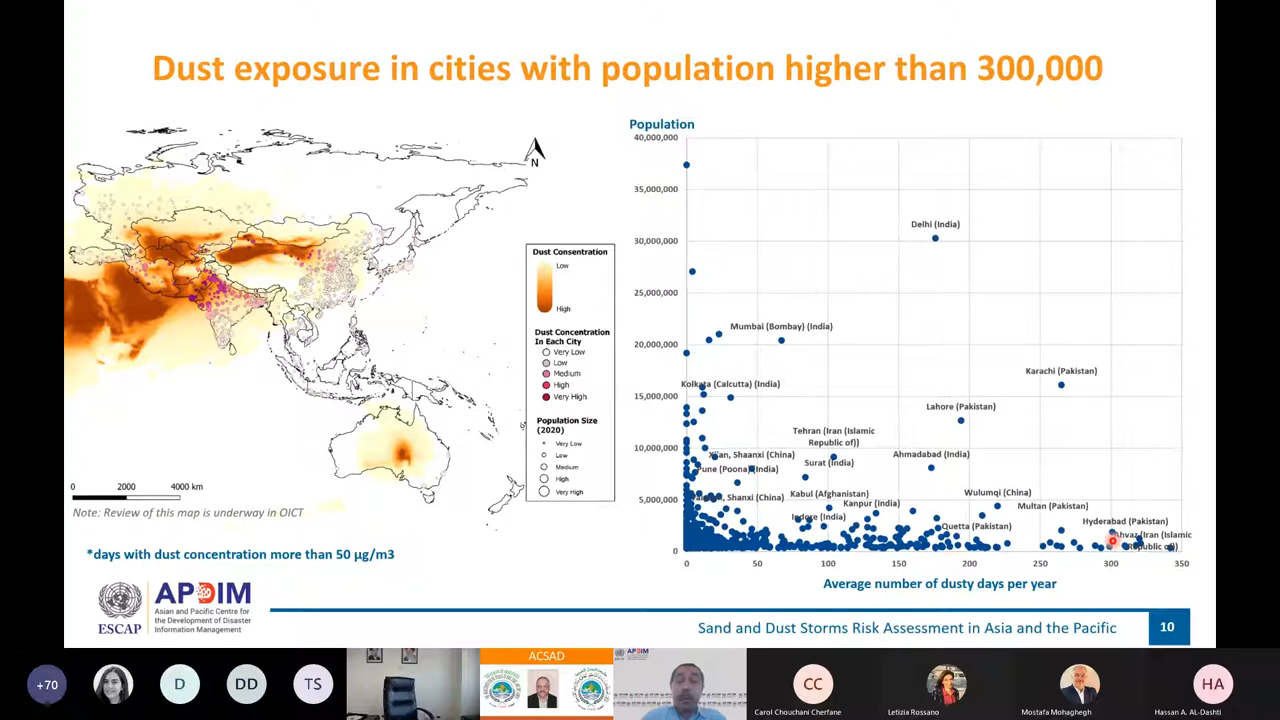 Dust exposure in cities with population higher than 300,000
N
Dust Consentration
Low
High
Dust Concentration
In Each City
Very Low
Low
Medium
High
Very High
Population Size
(2020)
Very Low
Low
Medium
High
Very High
0 2000 4000 km
Note: Review of this map is underway in OICT
*days with dust concentration more than 50 µg/m3
Population
40,000,000
35,000,000
30,000,000
25,000,000
20,000,000
15,000,000
10,000,000
5,000,000
0
Delhi (India)
Mumbai (Bombay) (India)
Karachi (Pakistan)
Kolkata (Calcutta) (India)
Lahore (Pakistan)
Tehran (Iran (Islamic
Republic of))
Xi'an, Shaanxi (China)
Ahmadabad (India)
Surat (India)
Pune (Poona) (India)
Wulumqi (China)
Kabul (Afghanistan)
Shanxi (China)
Kanpur (India)
Multan (Pakistan)
Indore (India)
Hyderabad (Pakistan)
Quetta (Pakistan)
Ahvaz (Iran (Islamic
Republic of))
0 50 100 150 200 250 300 350
Average number of dusty days per year
ESCAP
APDIM
Asian and Pacific Centre for
the Development of Disaster
Information Management
Sand and Dust Storms Risk Assessment in Asia and the Pacific
10
+70
D
DD
TS
ACSAD
APDIM
CC
Carol Chouchani Cherfane
Letizia Rossano
Mostafa Mohaghegh
HA
Hassan A. AL-Dashti